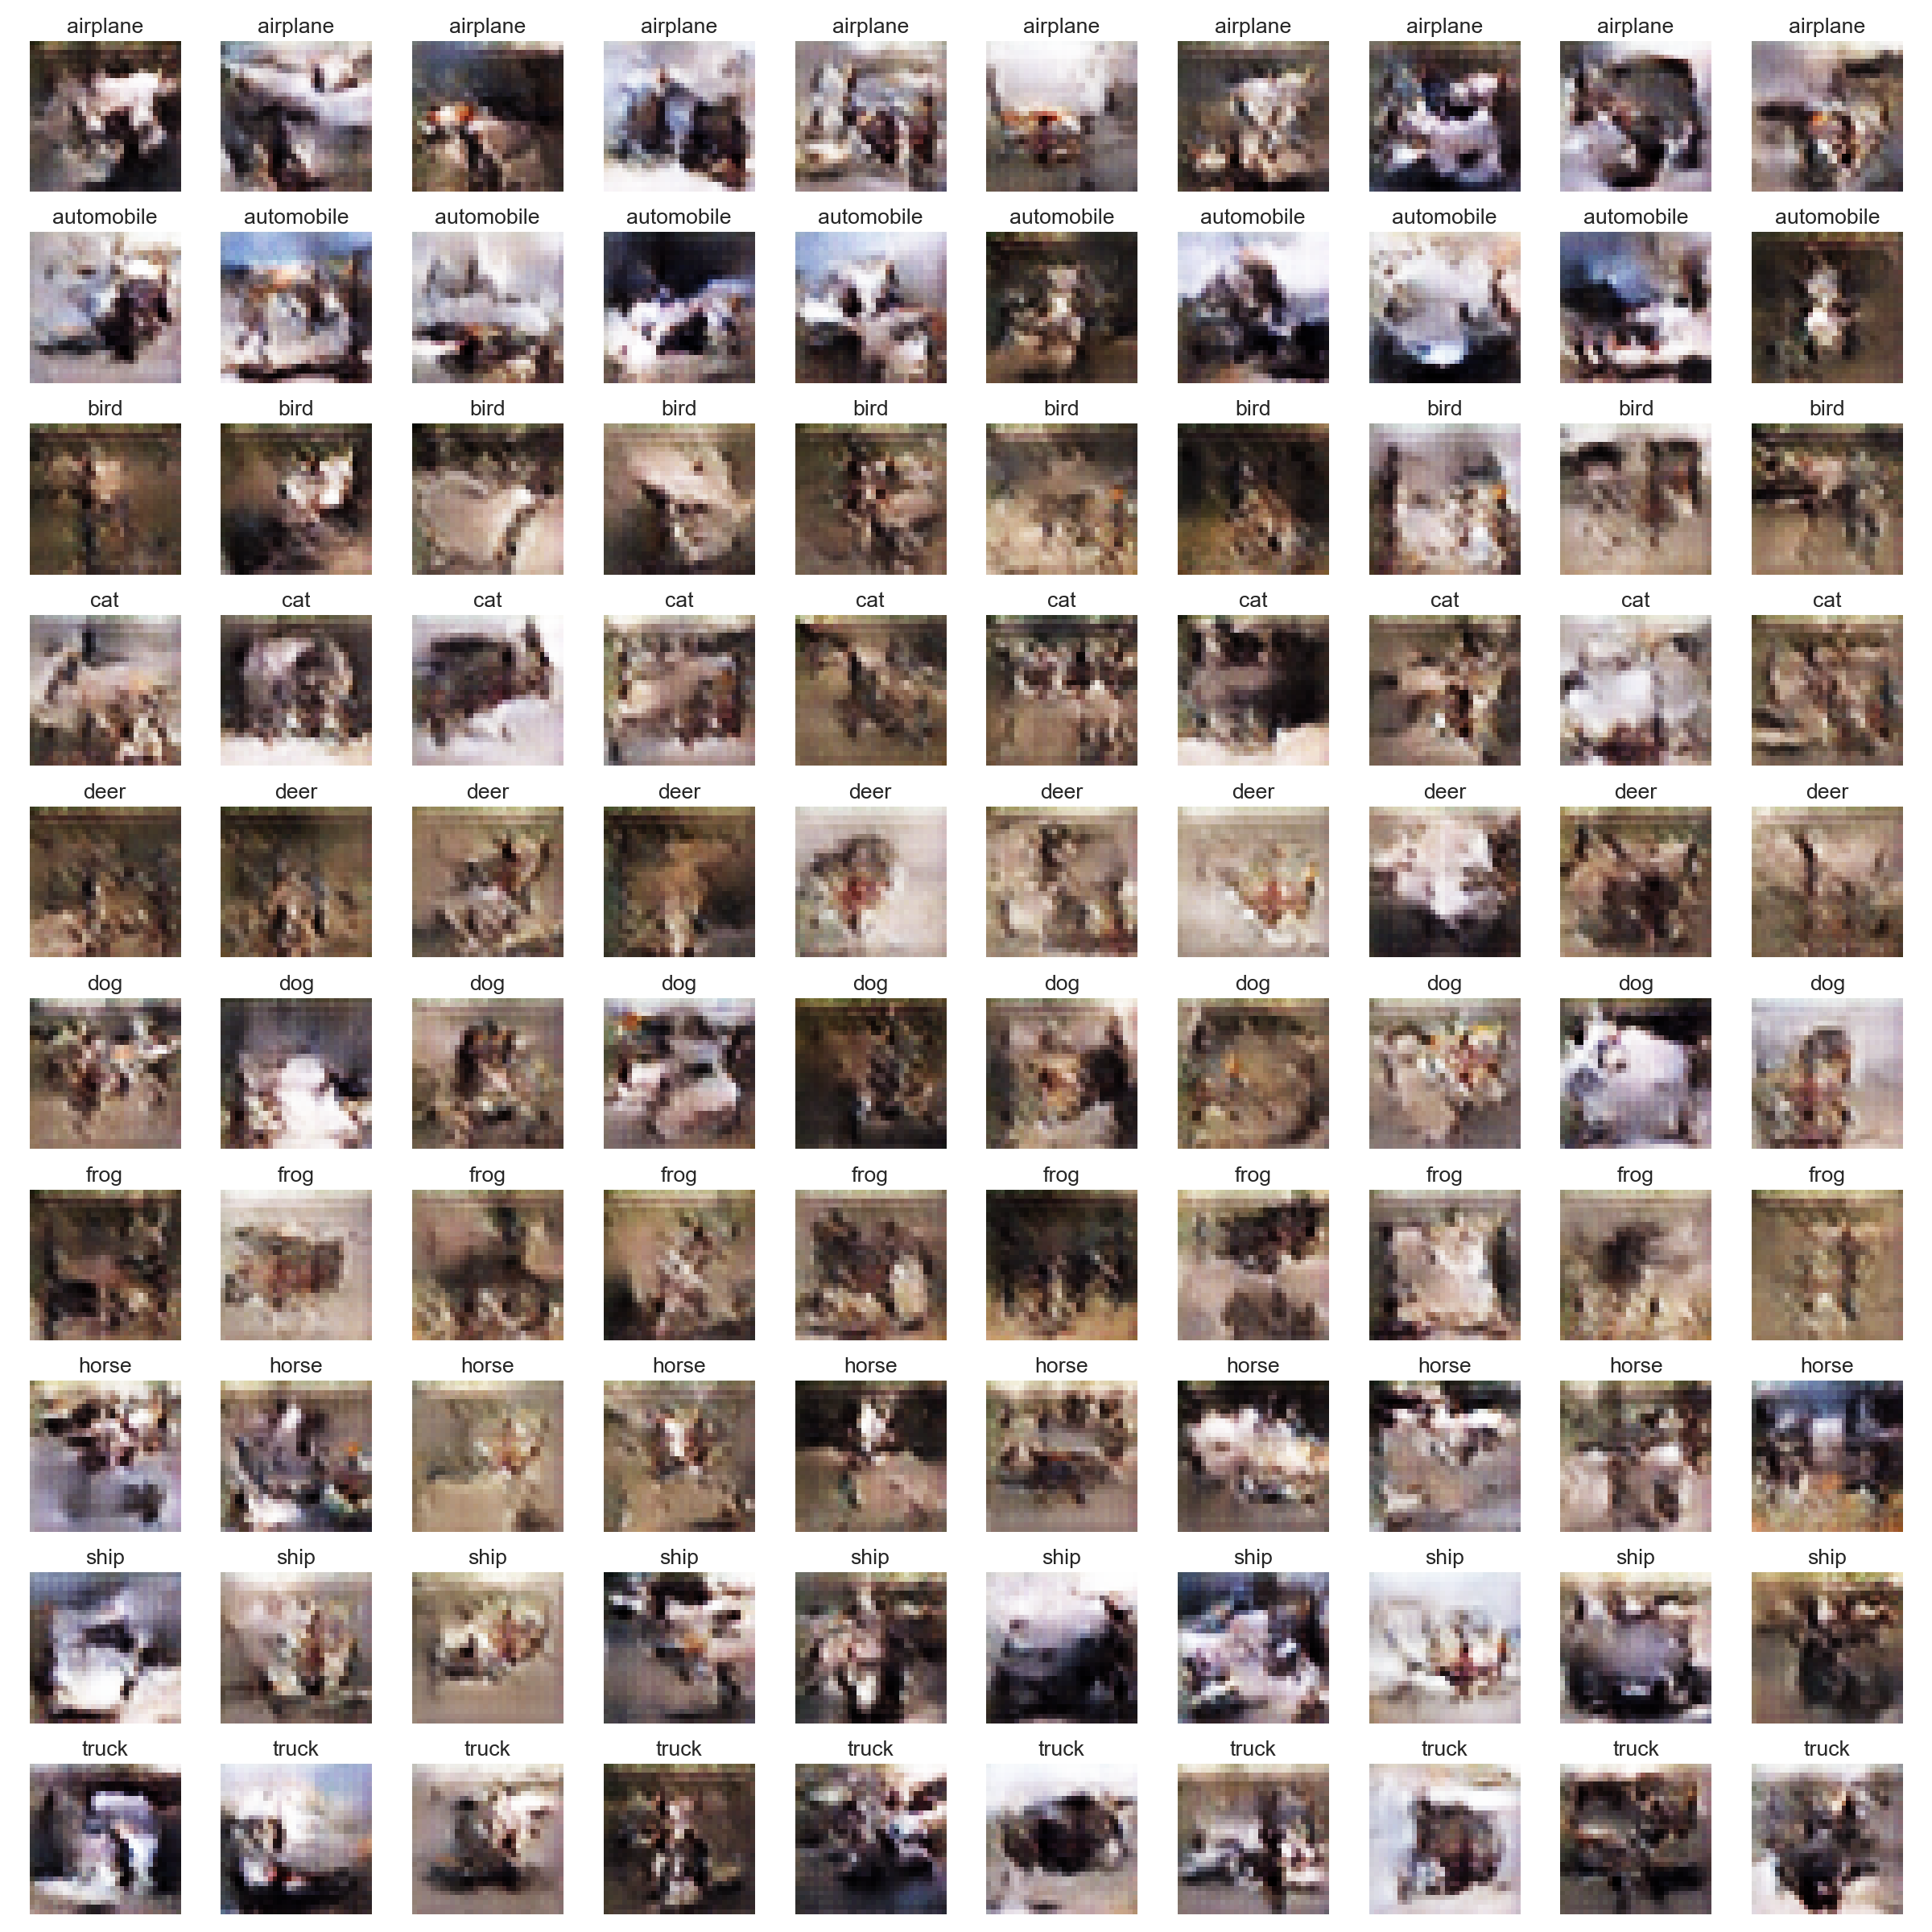 airplane airplane airplane airplane airplane airplane airplane airplane airplane airplane
automobile automobile automobile automobile automobile automobile automobile automobile automobile automobile
bird bird bird bird bird bird bird bird bird bird
cat cat cat cat cat cat cat cat cat cat
deer deer deer deer deer deer deer deer deer deer
dog dog dog dog dog dog dog dog dog dog
frog frog frog frog frog frog frog frog frog frog
horse horse horse horse horse horse horse horse horse horse
ship ship ship ship ship ship ship ship ship ship
truck truck truck truck truck truck truck truck truck truck